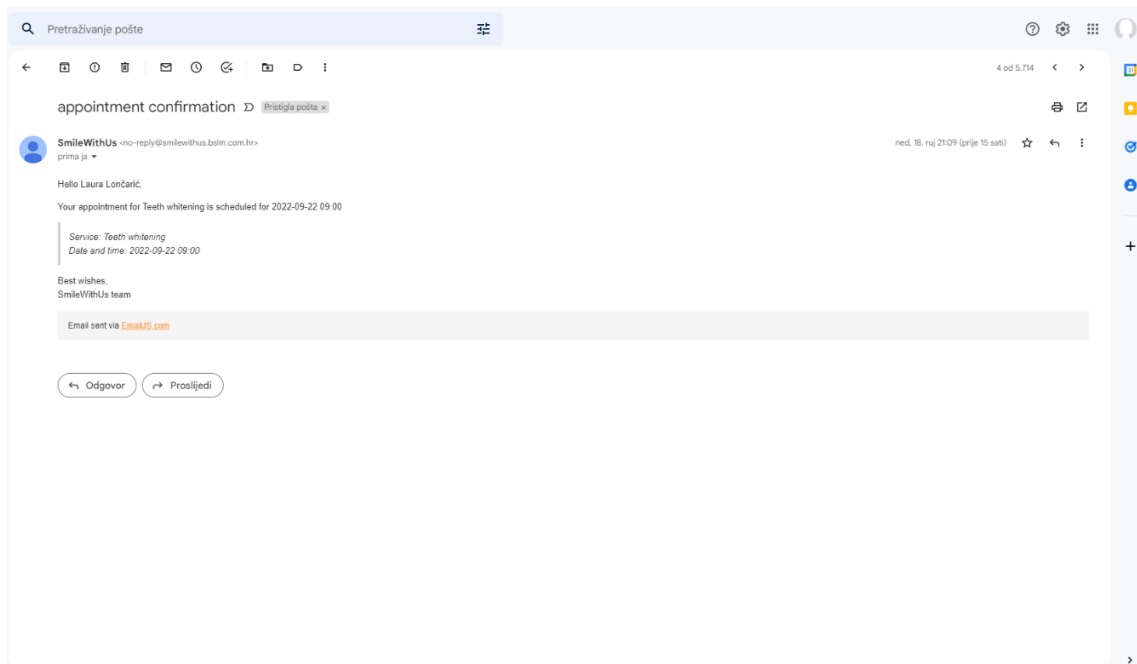 Pretraživanje pošte
4 od 5.714
appointment confirmation Pristigla pošta x
SmileWithUs <no-reply@smilewithus.bslm.com.hr> ned, 18. ruj 21:09 (prije 15 sati)
prima ja
Hello Laura Lončarić,
Your appointment for Teeth whitening is scheduled for 2022-09-22 09:00
Service: Teeth whitening
Date and time: 2022-09-22 09:00
Best wishes,
SmileWithUs team
Email sent via EmailJS.com
Odgovor Proslijedi